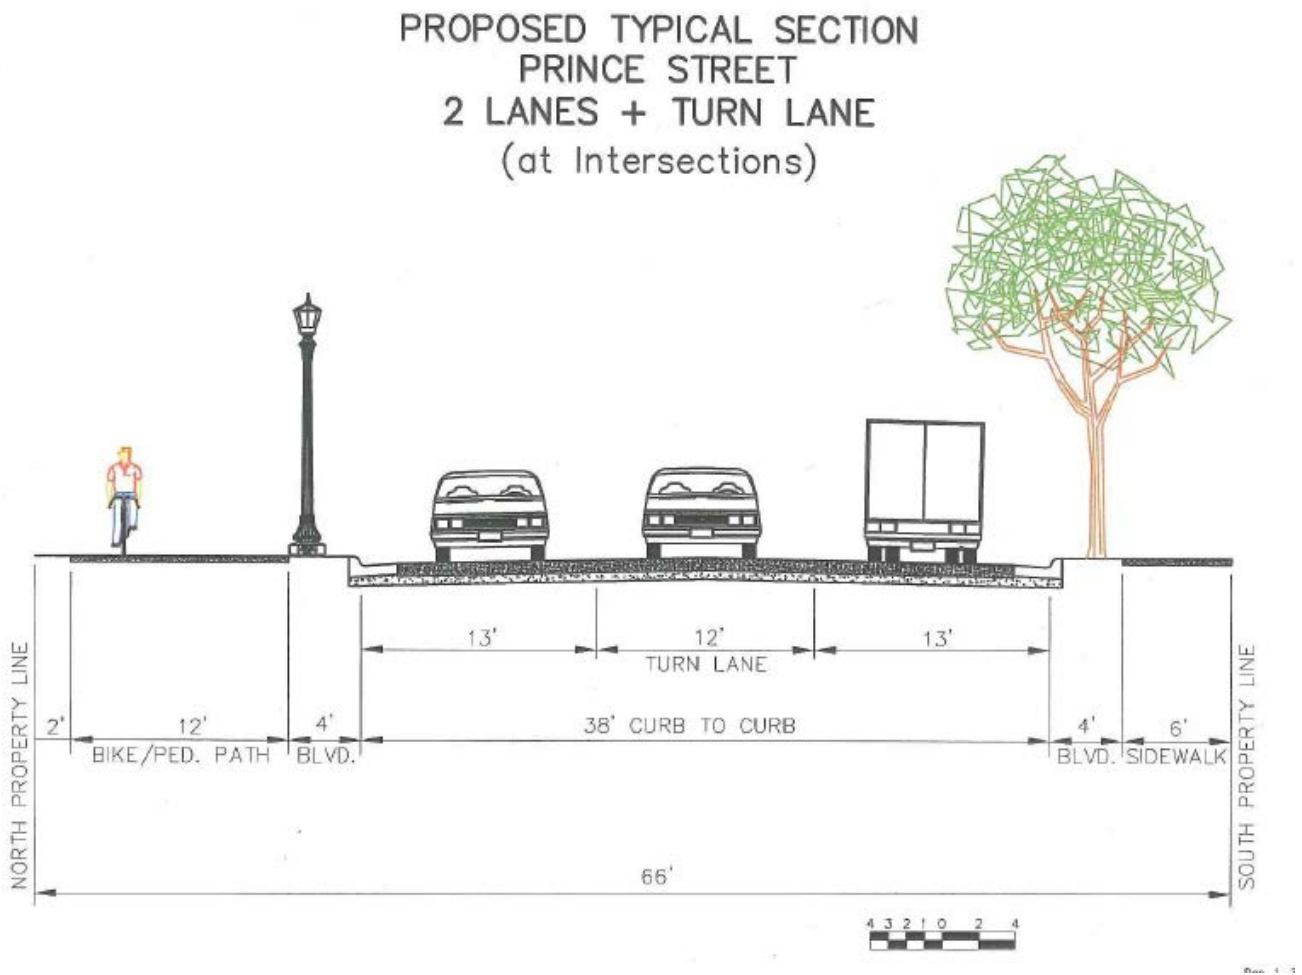 PROPOSED TYPICAL SECTION
PRINCE STREET
2 LANES + TURN LANE
(at Intersections)
13'
12'
13'
TURN LANE
2'
12'
4'
38' CURB TO CURB
4'
6'
BIKE/PED. PATH
BLVD.
BLVD.
SIDEWALK
NORTH PROPERTY LINE
SOUTH PROPERTY LINE
66'
4 3 2 1 0 2 4